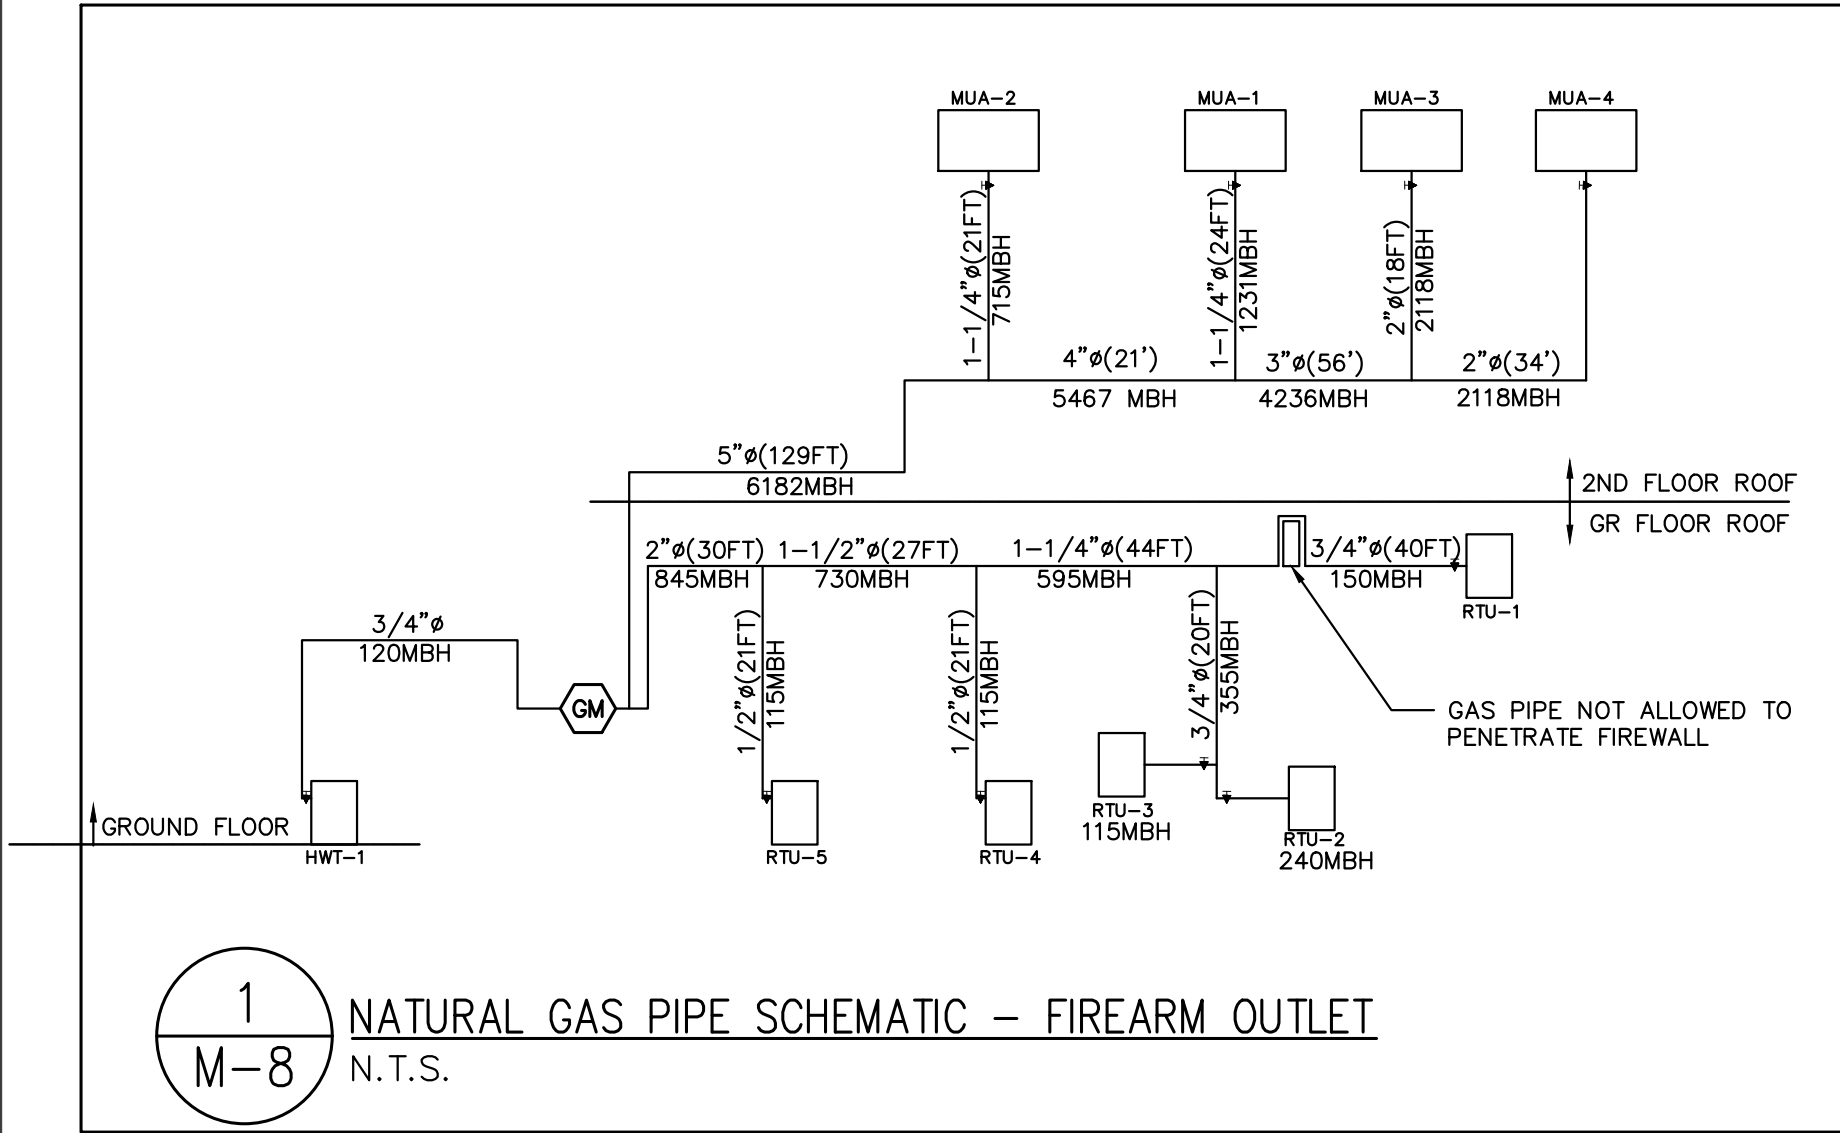 MUA-2
MUA-1
MUA-3
MUA-4
1-1/4"ø(21FT)
715MBH
1-1/4"ø(24FT)
1231MBH
2"ø(18FT)
2118MBH
4"ø(21')
5467 MBH
3"ø(56')
4236MBH
2"ø(34')
2118MBH
5"ø(129FT)
6182MBH
2ND FLOOR ROOF
GR FLOOR ROOF
2"ø(30FT)
845MBH
1-1/2"ø(27FT)
730MBH
1-1/4"ø(44FT)
595MBH
3/4"ø(40FT)
150MBH
RTU-1
3/4"ø
120MBH
GM
1/2"ø(21FT)
115MBH
1/2"ø(21FT)
115MBH
3/4"ø(20FT)
355MBH
GAS PIPE NOT ALLOWED TO
PENETRATE FIREWALL
GROUND FLOOR
HWT-1
RTU-5
RTU-4
RTU-3
115MBH
RTU-2
240MBH
1
M-8
NATURAL GAS PIPE SCHEMATIC - FIREARM OUTLET
N.T.S.